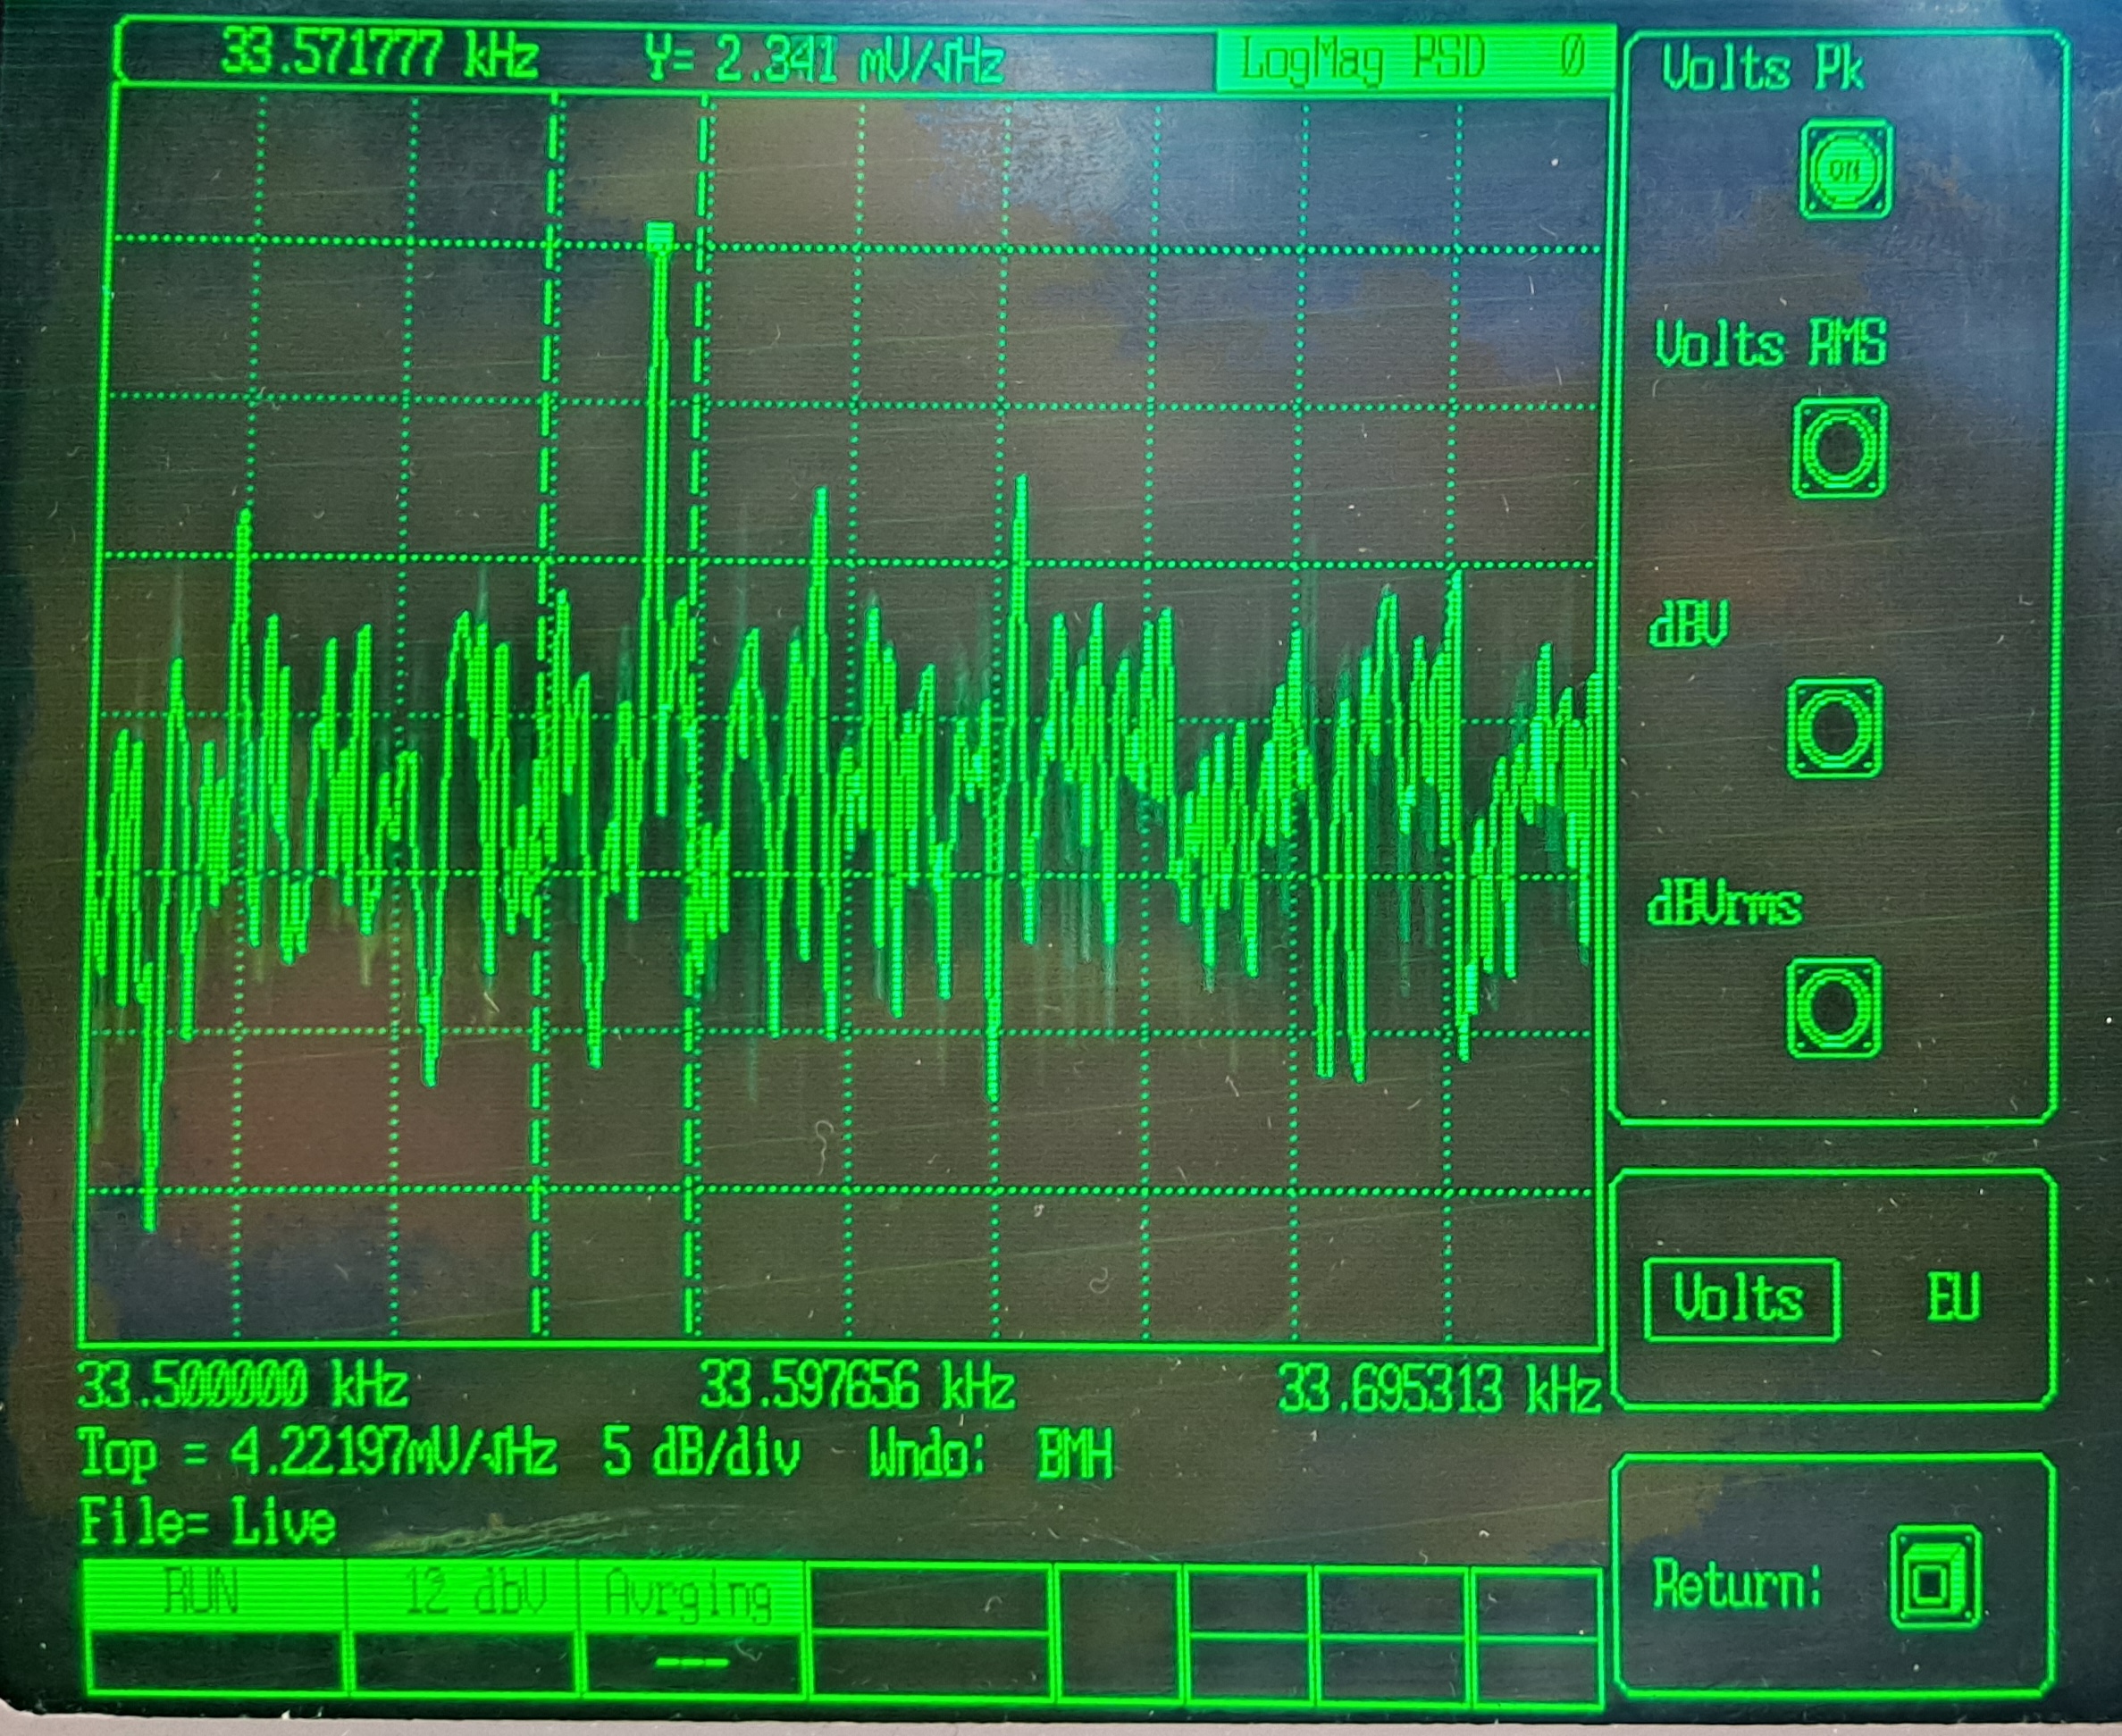 33.571777 kHz Y= 2.341 mV/√Hz LogMag PSD 0
Volts Pk
ON
Volts RMS
dBV
dBVrms
Volts EU
Return:
33.500000 kHz 33.597656 kHz 33.695313 kHz
Top = 4.22197mV/√Hz 5 dB/div Wndo: BMH
File= Live
RUN 12 dbV Avrging
---